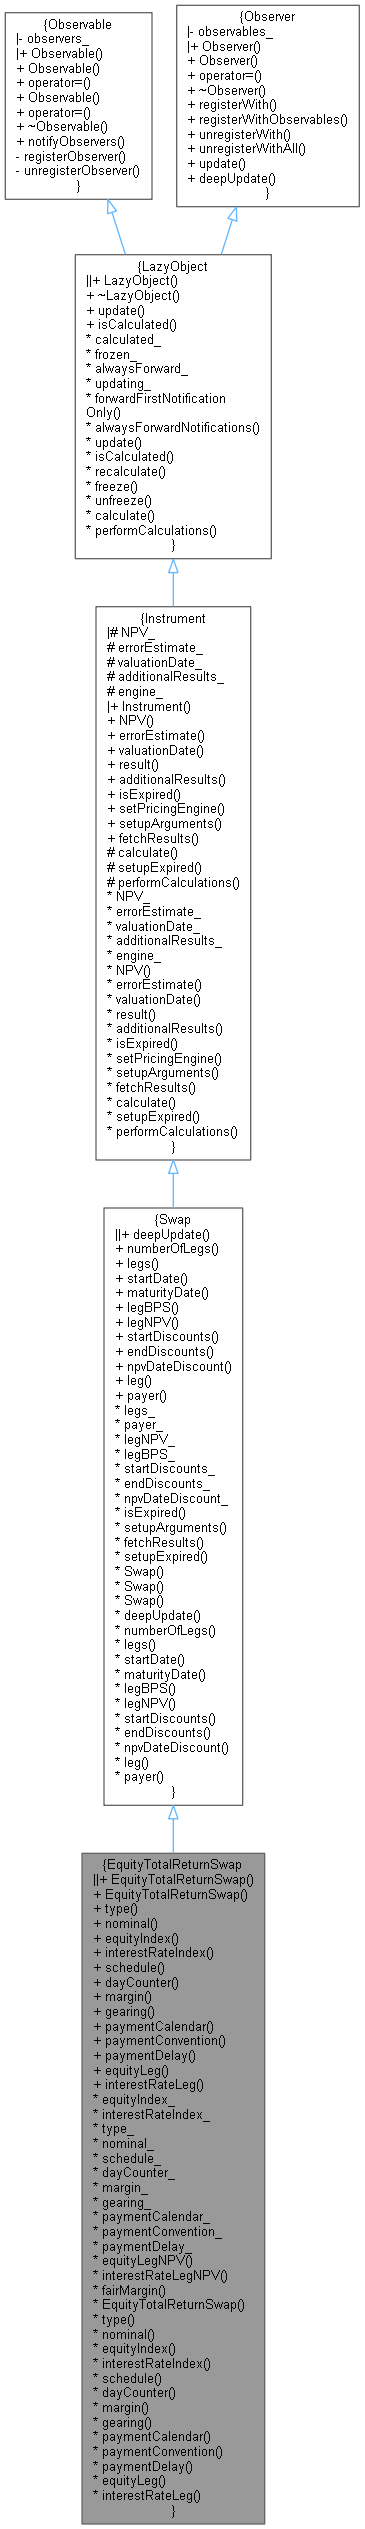 {Observable
|- observers_
|+ Observable()
+ Observable()
+ operator=()
+ Observable()
+ operator=()
+ ~Observable()
+ notifyObservers()
- registerObserver()
- unregisterObserver()
}
{Observer
|- observables_
|+ Observer()
+ Observer()
+ operator=()
+ ~Observer()
+ registerWith()
+ registerWithObservables()
+ unregisterWith()
+ unregisterWithAll()
+ update()
+ deepUpdate()
}
{LazyObject
||+ LazyObject()
+ ~LazyObject()
+ update()
+ isCalculated()
* calculated_
* frozen_
* alwaysForward_
* updating_
* forwardFirstNotification
Only()
* alwaysForwardNotifications()
* update()
* isCalculated()
* recalculate()
* freeze()
* unfreeze()
* calculate()
* performCalculations()
}
{Instrument
|# NPV_
# errorEstimate_
# valuationDate_
# additionalResults_
# engine_
|+ Instrument()
+ NPV()
+ errorEstimate()
+ valuationDate()
+ result()
+ additionalResults()
+ isExpired()
+ setPricingEngine()
+ setupArguments()
+ fetchResults()
# calculate()
# setupExpired()
# performCalculations()
* NPV_
* errorEstimate_
* valuationDate_
* additionalResults_
* engine_
* NPV()
* errorEstimate()
* valuationDate()
* result()
* additionalResults()
* isExpired()
* setPricingEngine()
* setupArguments()
* fetchResults()
* calculate()
* setupExpired()
* performCalculations()
}
{Swap
||+ deepUpdate()
+ numberOfLegs()
+ legs()
+ startDate()
+ maturityDate()
+ legBPS()
+ legNPV()
+ startDiscounts()
+ endDiscounts()
+ npvDateDiscount()
+ leg()
+ payer()
* legs_
* payer_
* legNPV_
* legBPS_
* startDiscounts_
* endDiscounts_
* npvDateDiscount_
* isExpired()
* setupArguments()
* fetchResults()
* setupExpired()
* Swap()
* Swap()
* Swap()
* deepUpdate()
* numberOfLegs()
* legs()
* startDate()
* maturityDate()
* legBPS()
* legNPV()
* startDiscounts()
* endDiscounts()
* npvDateDiscount()
* leg()
* payer()
}
{EquityTotalReturnSwap
||+ EquityTotalReturnSwap()
+ EquityTotalReturnSwap()
+ type()
+ nominal()
+ equityIndex()
+ interestRateIndex()
+ schedule()
+ dayCounter()
+ margin()
+ gearing()
+ paymentCalendar()
+ paymentConvention()
+ paymentDelay()
+ equityLeg()
+ interestRateLeg()
* equityIndex_
* interestRateIndex_
* type_
* nominal_
* schedule_
* dayCounter_
* margin_
* gearing_
* paymentCalendar_
* paymentConvention_
* paymentDelay_
* equityLegNPV()
* interestRateLegNPV()
* fairMargin()
* EquityTotalReturnSwap()
* type()
* nominal()
* equityIndex()
* interestRateIndex()
* schedule()
* dayCounter()
* margin()
* gearing()
* paymentCalendar()
* paymentConvention()
* paymentDelay()
* equityLeg()
* interestRateLeg()
}